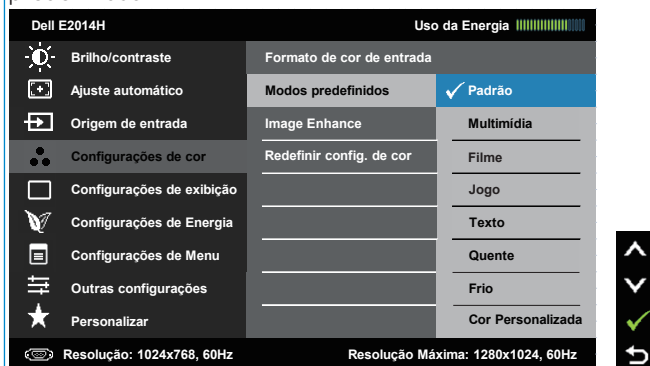 Dell E2014H Uso da Energia
Brilho/contraste Formato de cor de entrada
Ajuste automático Modos predefinidos Padrão
Origem de entrada Image Enhance Multimídia
Configurações de cor Redefinir config. de cor Filme
Configurações de exibição Jogo
Configurações de Energia Texto
Configurações de Menu Quente
Outras configurações Frio
Personalizar Cor Personalizada
Resolução: 1024x768, 60Hz Resolução Máxima: 1280x1024, 60Hz